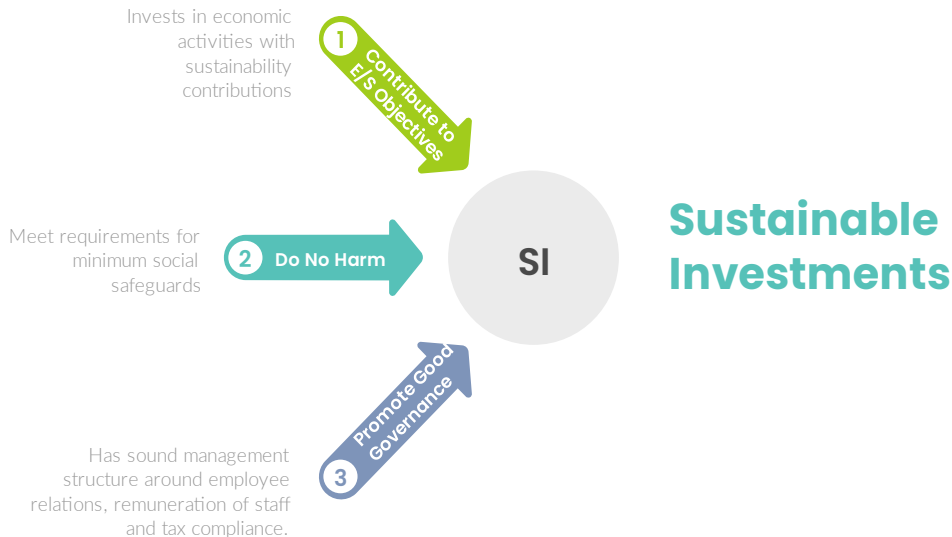 Invests in economic
activities with
sustainability
contributions
1
Contribute to
E/S Objectives
Meet requirements for
minimum social
safeguards
2
Do No Harm
SI
Sustainable
Investments
Has sound management
structure around employee
relations, remuneration of staff
and tax compliance.
3
Promote Good
Governance